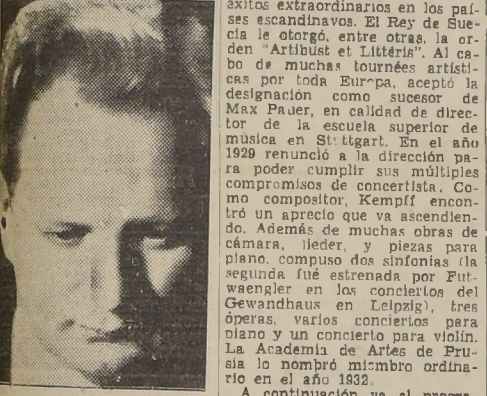 éxitos extraordinarios en los paí-
ses escandinavos. El Rey de Sue-
cia le otorgó, entre otras, la or-
den "Artibust et Littéris". Al ca-
bo de muchas tournées artísti-
cas por toda Europa, aceptó la
designación como sucesor de
Max Pauer, en calidad de direc-
tor de la escuela superior de
música en Stuttgart. En el año
1929 renunció a la dirección pa-
ra poder cumplir sus múltiples
compromisos de concertista. Co-
mo compositor, Kempff encon-
tró un aprecio que va ascendien-
do. Además de muchas obras de
cámara, lieder, y piezas para
piano, compuso dos sinfonías (la
segunda fué estrenada por Fut-
waengler en los conciertos del
Gewandhaus en Leipzig), tres
óperas, varios conciertos para
piano y un concierto para violín.
La Academia de Artes de Pru-
sia lo nombró miembro ordina-
rio en el año 1932.
A continuación va el